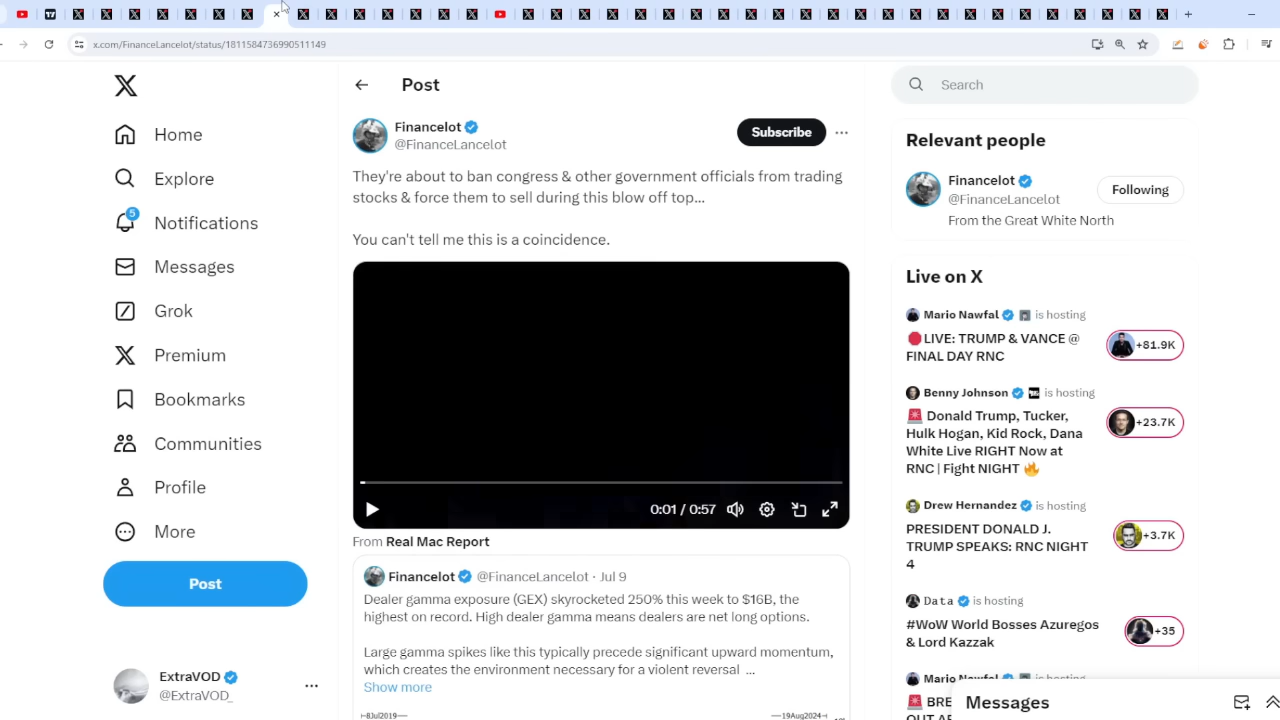 x.com/FinanceLancelot/status/1811584736990511149
Home
Explore
5
Notifications
Messages
Grok
Premium
Bookmarks
Communities
Profile
More
Post
ExtraVOD
@ExtraVOD_
Post
Financelot
@FinanceLancelot
Subscribe
They're about to ban congress & other government officials from trading
stocks & force them to sell during this blow off top...
You can't tell me this is a coincidence.
0:01 / 0:57
From Real Mac Report
Financelot @FinanceLancelot · Jul 9
Dealer gamma exposure (GEX) skyrocketed 250% this week to $16B, the
highest on record. High dealer gamma means dealers are net long options.
Large gamma spikes like this typically precede significant upward momentum,
which creates the environment necessary for a violent reversal ...
Show more
8Jul2019
19Aug2024
Search
Relevant people
Financelot
@FinanceLancelot
Following
From the Great White North
Live on X
Mario Nawfal is hosting
LIVE: TRUMP & VANCE @
FINAL DAY RNC
+81.9K
Benny Johnson is hosting
Donald Trump, Tucker,
Hulk Hogan, Kid Rock, Dana
White Live RIGHT Now at
RNC | Fight NIGHT
+23.7K
Drew Hernandez is hosting
PRESIDENT DONALD J.
TRUMP SPEAKS: RNC NIGHT
4
+3.7K
Data is hosting
#WoW World Bosses Azuregos
& Lord Kazzak
+35
Mario Nawfal
Messages